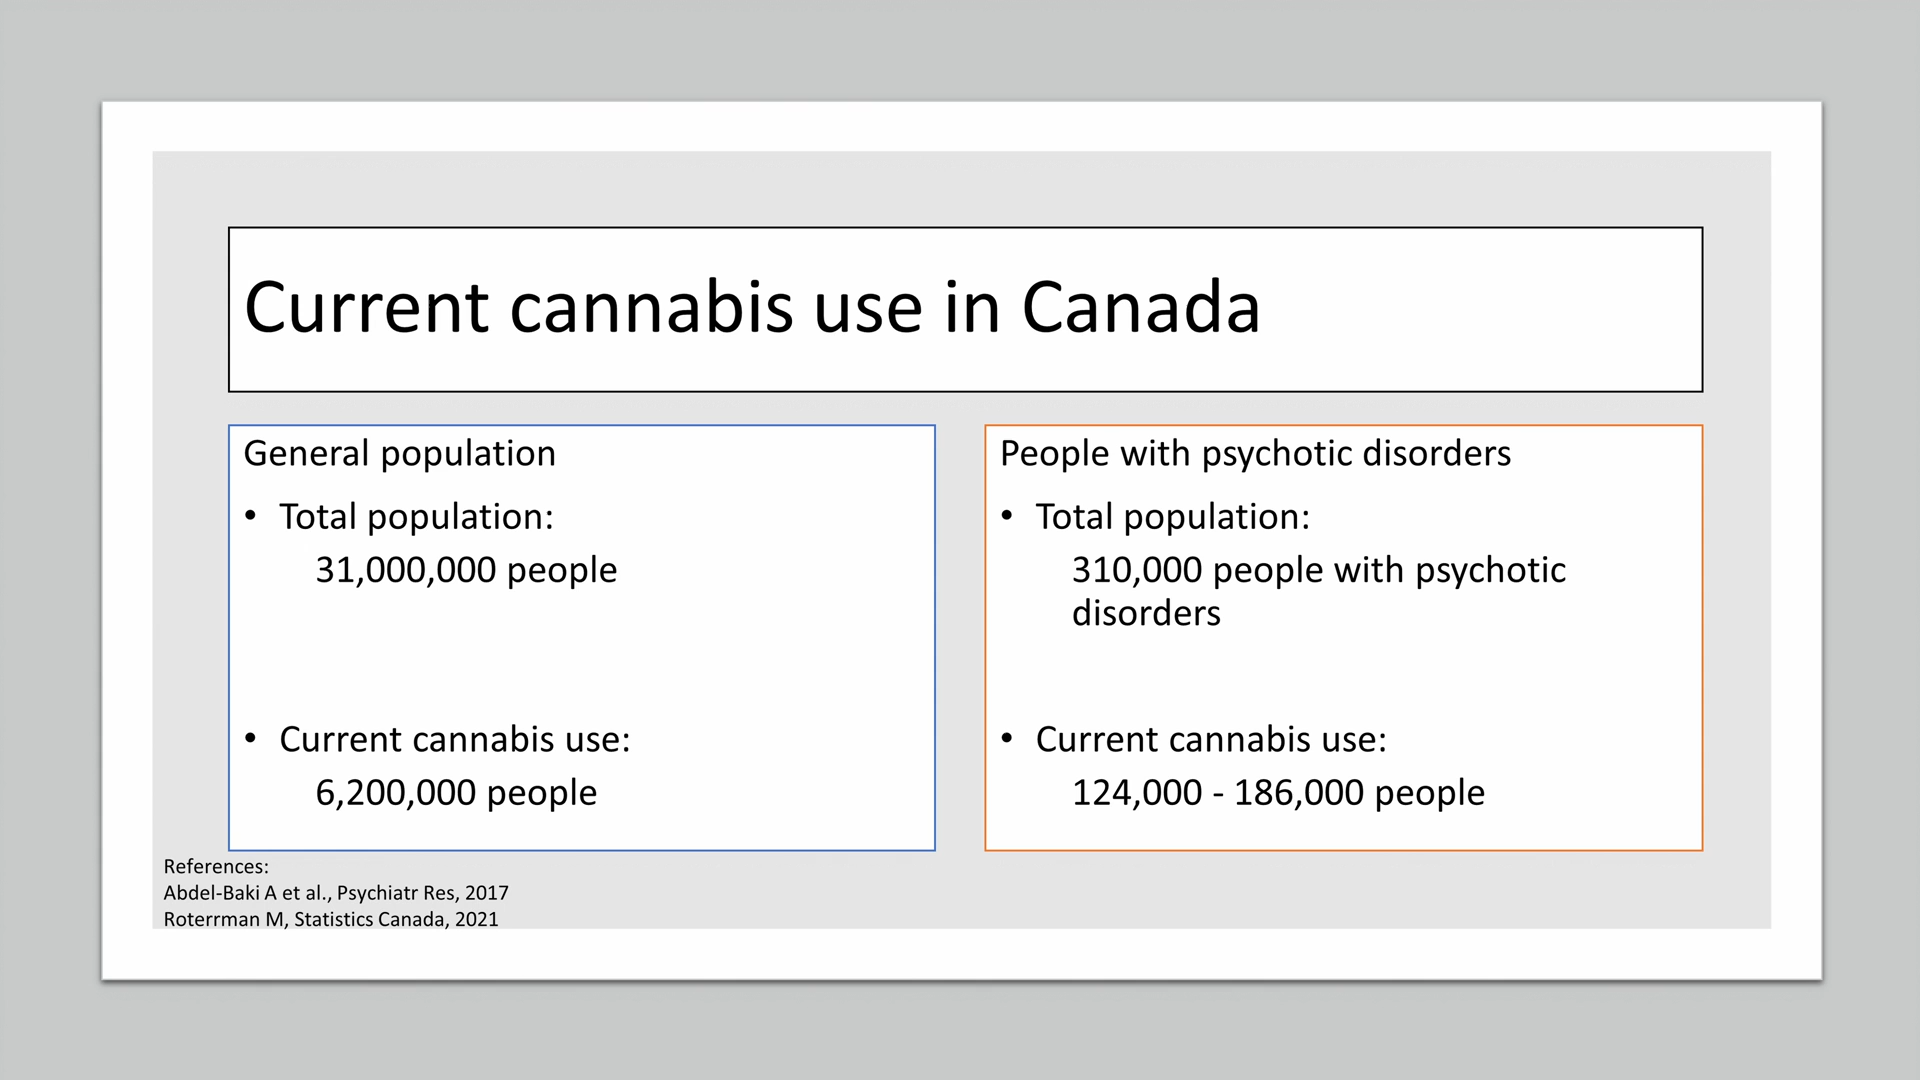 Current cannabis use in Canada
General population
• Total population:
31,000,000 people
• Current cannabis use:
6,200,000 people
People with psychotic disorders
• Total population:
310,000 people with psychotic
disorders
• Current cannabis use:
124,000 - 186,000 people
References:
Abdel-Baki A et al., Psychiatr Res, 2017
Roterrman M, Statistics Canada, 2021